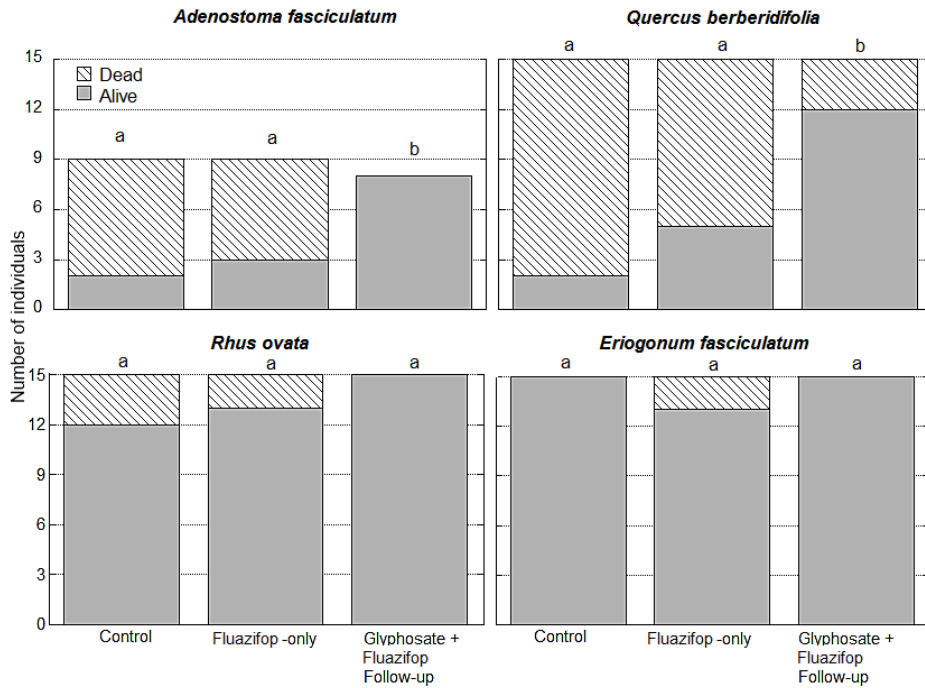 Adenostoma fasciculatum
Quercus berberidifolia
Number of individuals
15
12
9
6
3
0
Dead
Alive
a
a
b
a
a
b
Rhus ovata
Eriogonum fasciculatum
15
12
9
6
3
0
a
a
a
a
a
a
Control
Fluazifop -only
Glyphosate +
Fluazifop
Follow-up
Control
Fluazifop -only
Glyphosate +
Fluazifop
Follow-up